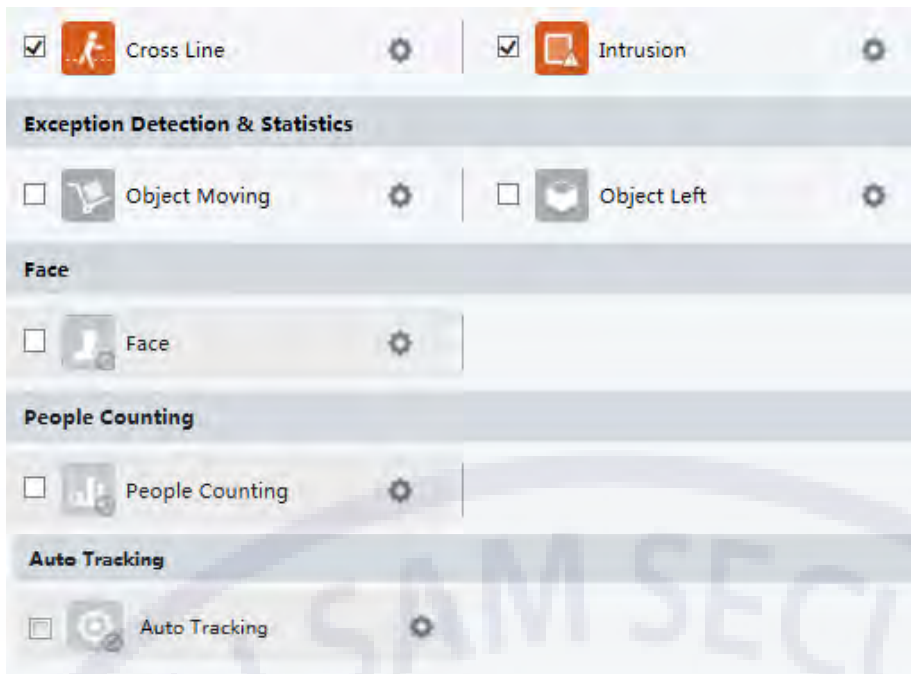 Cross Line
Intrusion
Exception Detection & Statistics
Object Moving
Object Left
Face
Face
People Counting
People Counting
Auto Tracking
Auto Tracking
SAM